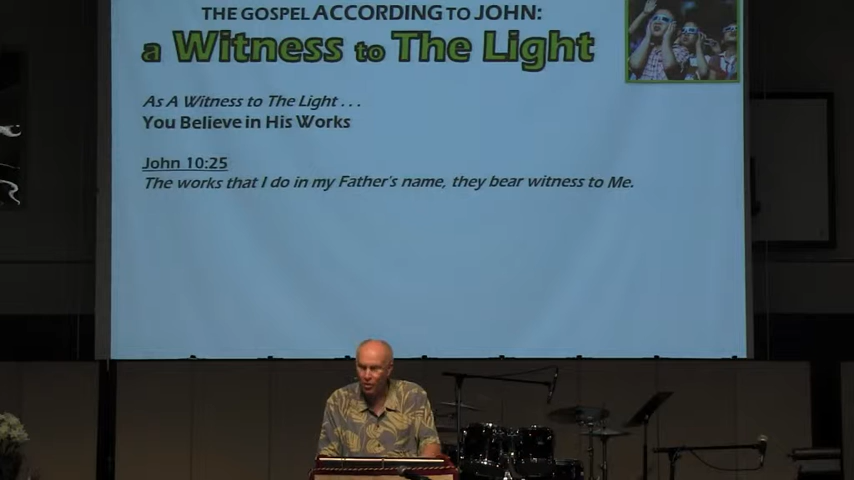 THE GOSPEL ACCORDING TO JOHN:
a Witness to The Light
As A Witness to The Light . . .
You Believe in His Works
John 10:25
The works that I do in my Father's name, they bear witness to Me.